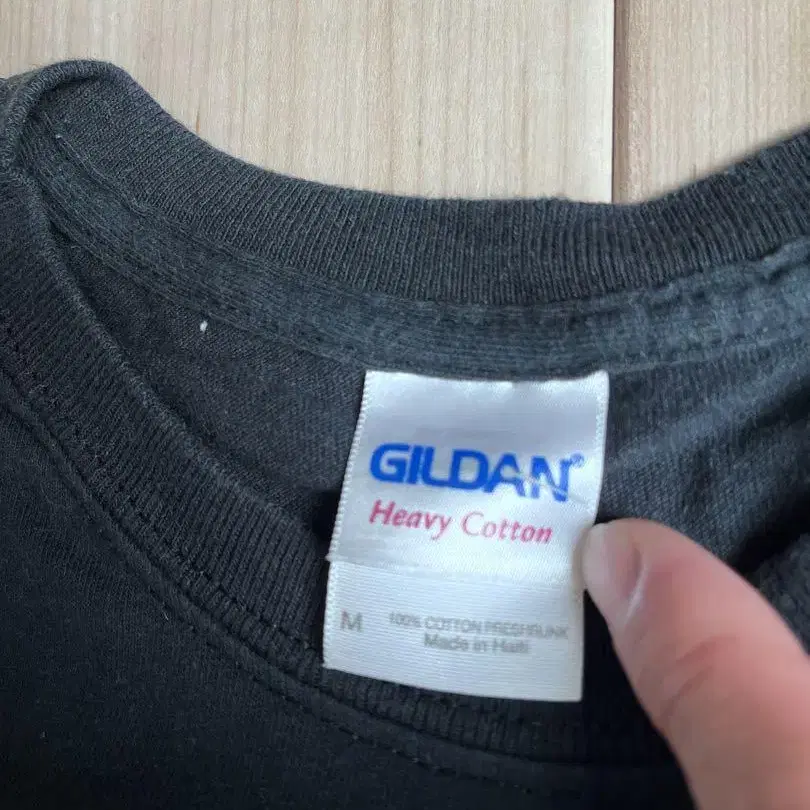 GILDAN®
Heavy Cotton
M 100% COTTON PRESHRUNK
Made in Haiti